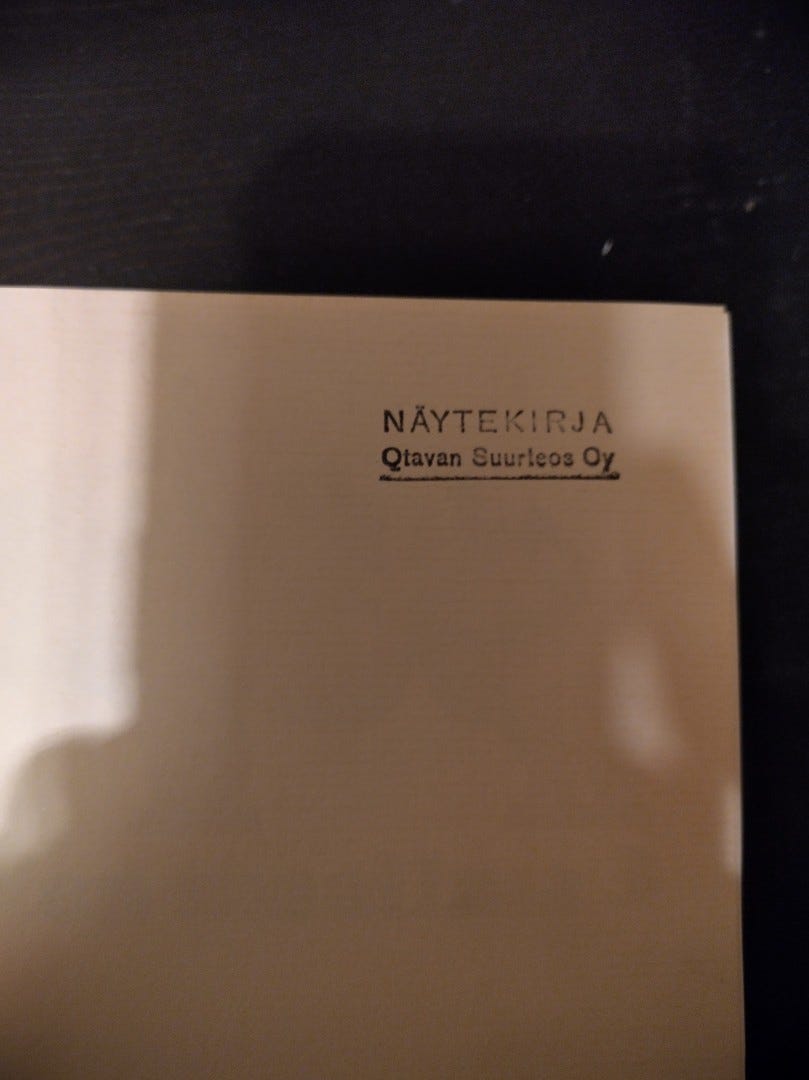 NÄYTEKIRJA
Otavan Suurteos Oy